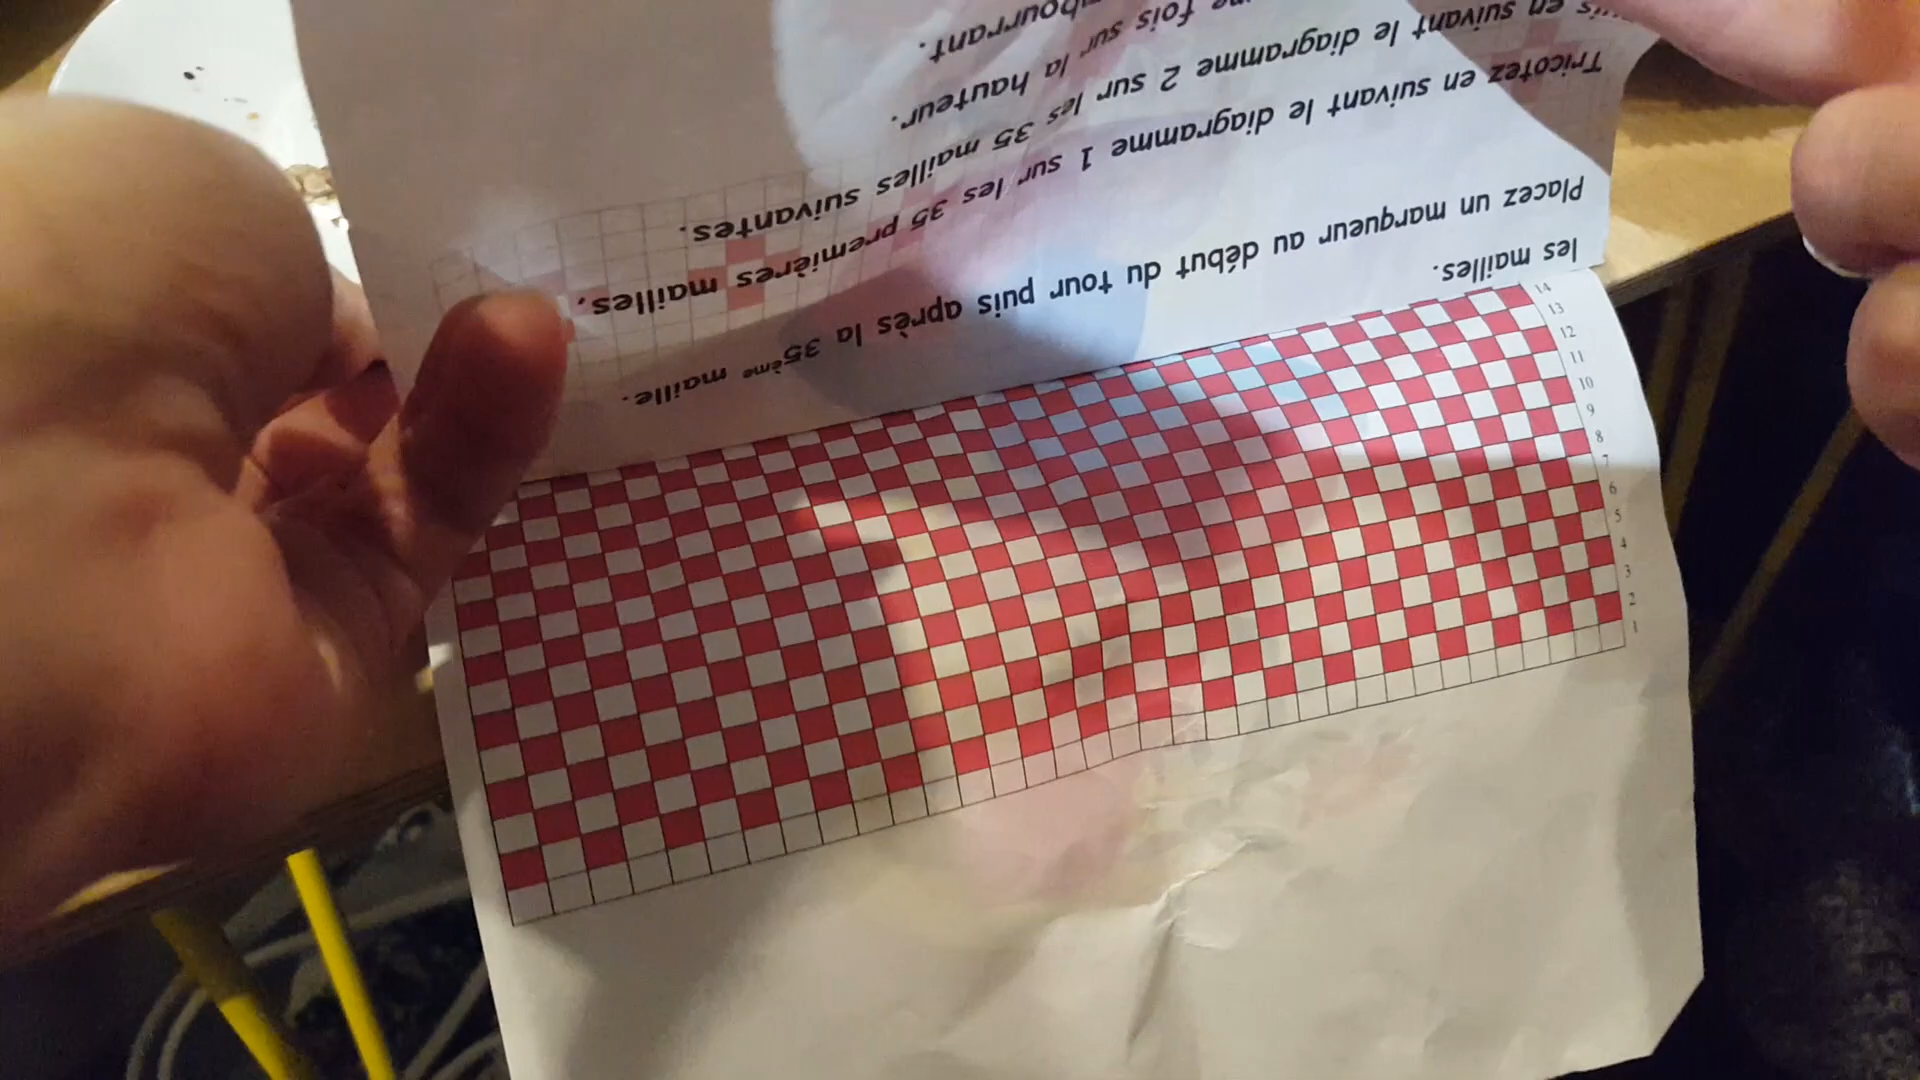 les mailles.
Placez un marqueur au début du tour puis après la 35ème maille.
Tricotez en suivant le diagramme 1 sur les 35 premières mailles,
en suivant le diagramme 2 sur les 35 mailles suivantes.
fois sur la hauteur.
14
13
12
11
10
9
8
7
6
5
4
3
2
1